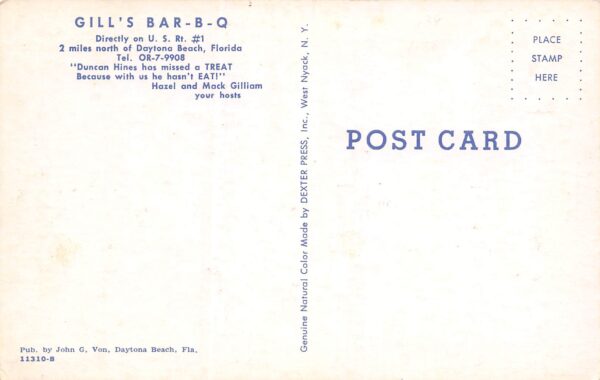 GILL'S BAR-B-Q
Directly on U. S. Rt. #1
2 miles north of Daytona Beach, Florida
Tel. OR-7-9908
"Duncan Hines has missed a TREAT
Because with us he hasn't EAT!"
Hazel and Mack Gilliam
your hosts
Pub. by John G. Von, Daytona Beach, Fla.
11310-B
Genuine Natural Color Made by DEXTER PRESS, Inc., West Nyack, N. Y.
PLACE
STAMP
HERE
POST CARD